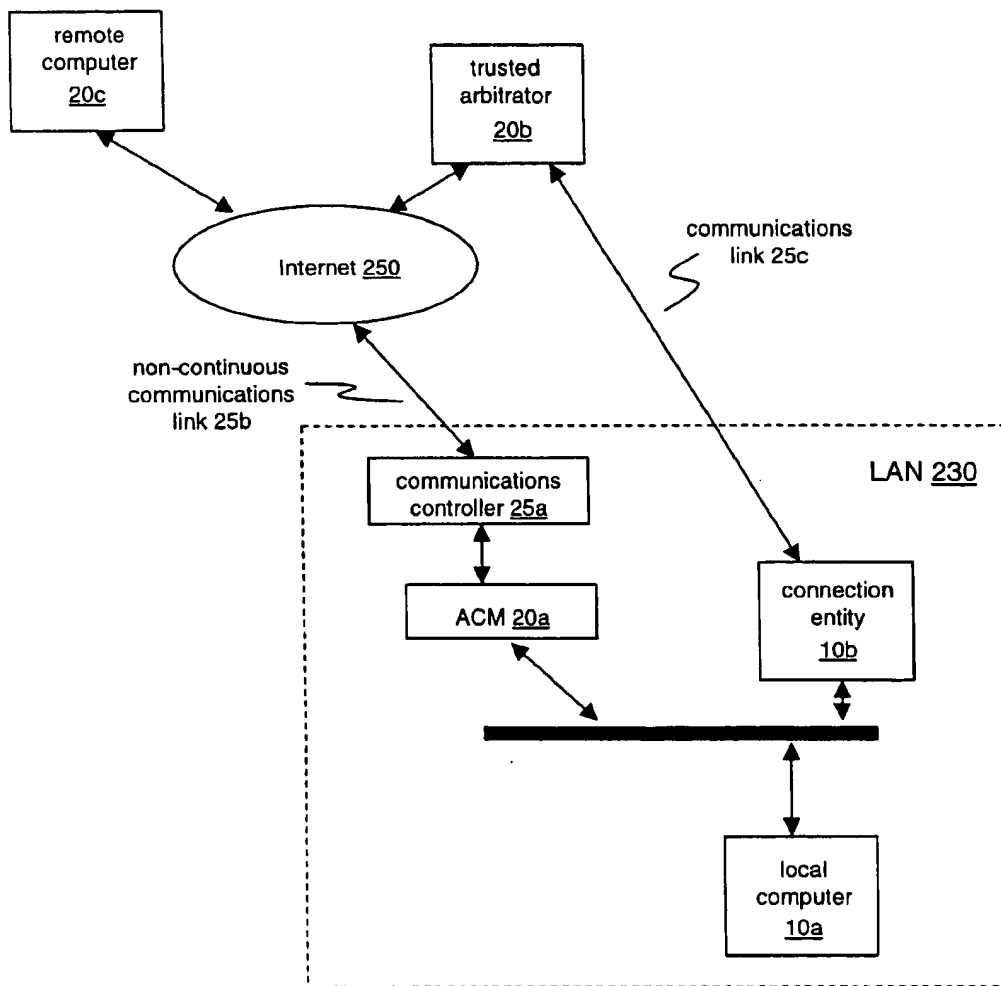 remote
computer
20c
trusted
arbitrator
20b
Internet 250
communications
link 25c
non-continuous
communications
link 25b
LAN 230
communications
controller 25a
ACM 20a
connection
entity
10b
local
computer
10a